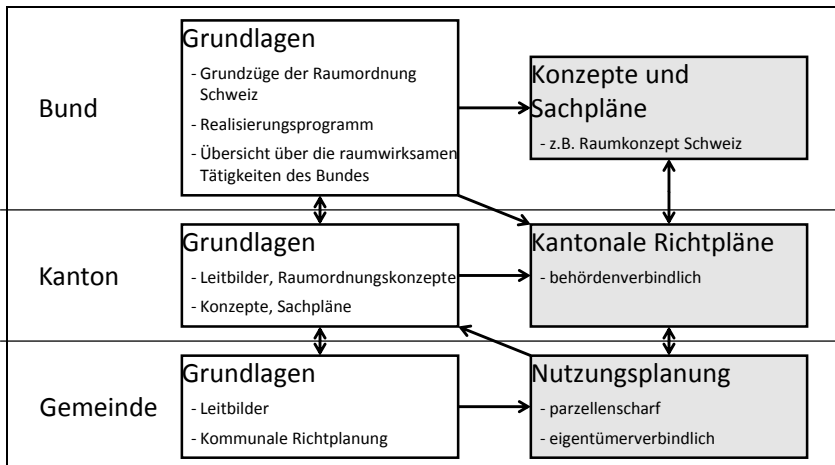 Bund
Grundlagen
- Grundzüge der Raumordnung
Schweiz
- Realisierungsprogramm
- Übersicht über die raumwirksamen
Tätigkeiten des Bundes
Konzepte und
Sachpläne
- z.B. Raumkonzept Schweiz
Kanton
Grundlagen
- Leitbilder, Raumordnungskonzepte
- Konzepte, Sachpläne
Kantonale Richtpläne
- behördenverbindlich
Gemeinde
Grundlagen
- Leitbilder
- Kommunale Richtplanung
Nutzungsplanung
- parzellenscharf
- eigentümerverbindlich